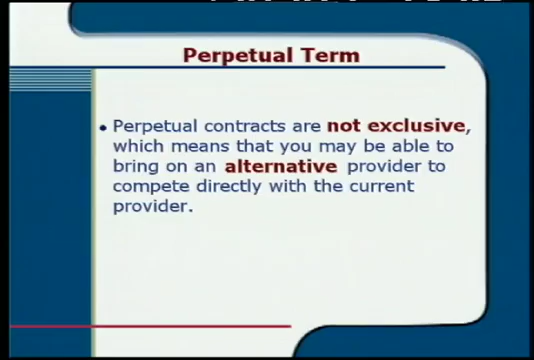 Perpetual Term
• Perpetual contracts are not exclusive,
which means that you may be able to
bring on an alternative provider to
compete directly with the current
provider.